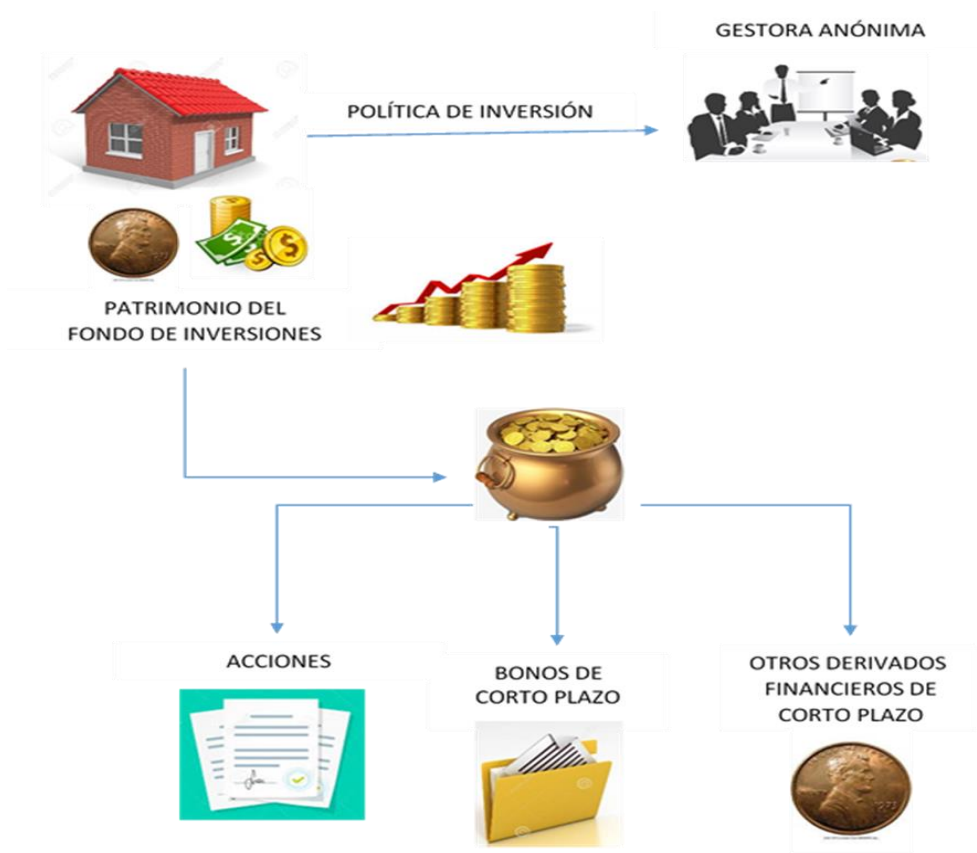 GESTORA ANÓNIMA
POLÍTICA DE INVERSIÓN
PATRIMONIO DEL
FONDO DE INVERSIONES
ACCIONES
BONOS DE
CORTO PLAZO
OTROS DERIVADOS
FINANCIEROS DE
CORTO PLAZO